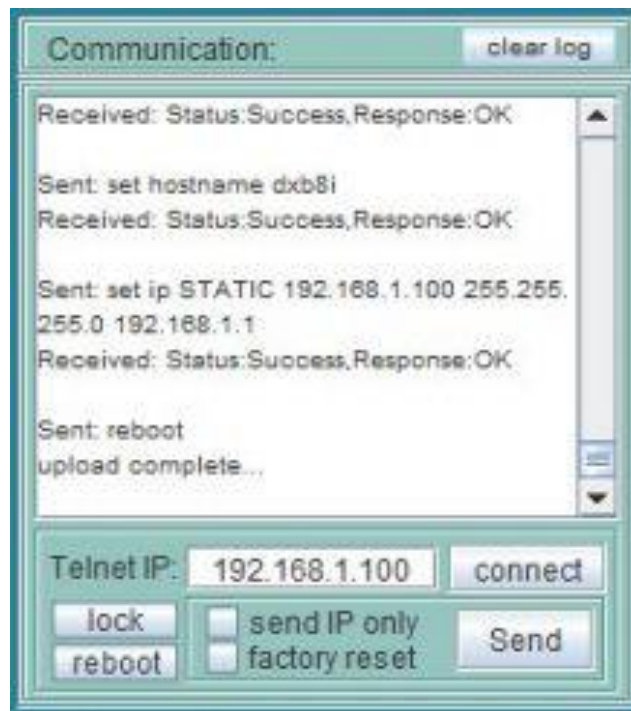 Communication:
clear log
Received: Status:Success,Response:OK
Sent: set hostname dxb8i
Received: Status:Success,Response:OK
Sent: set ip STATIC 192.168.1.100 255.255.
255.0 192.168.1.1
Received: Status:Success,Response:OK
Sent: reboot
upload complete...
Telnet IP:
192.168.1.100
connect
lock
send IP only
Send
reboot
factory reset